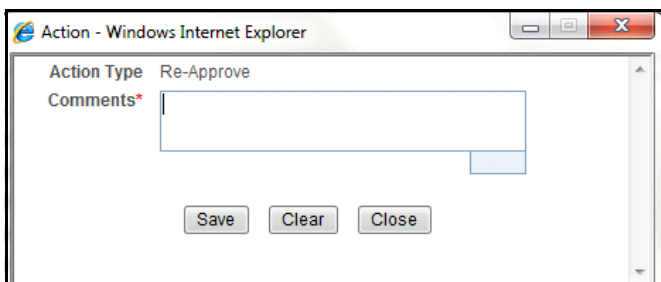 Action - Windows Internet Explorer
Action Type Re-Approve
Comments*
Save Clear Close